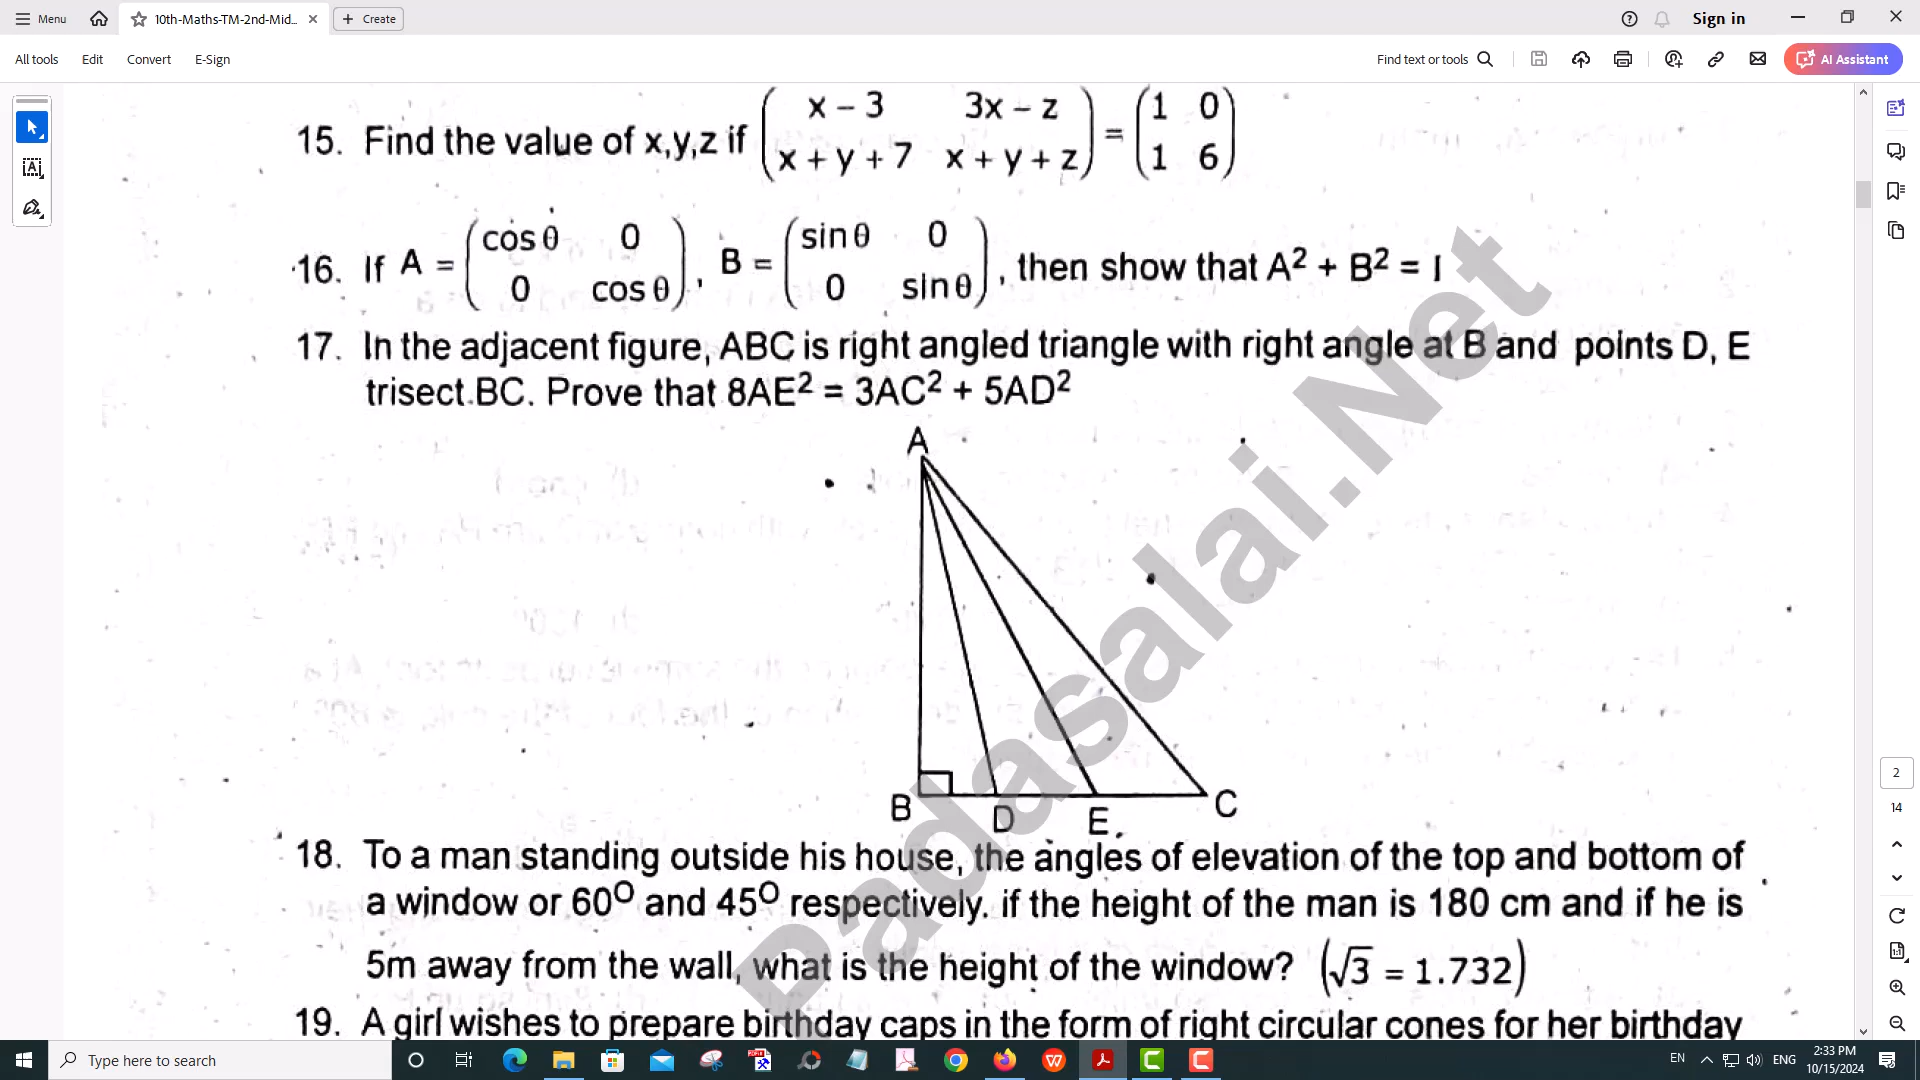 Menu
10th-Maths-TM-2nd-Mid...
Create
Sign in
All tools Edit Convert E-Sign
Find text or tools
AI Assistant
15. Find the value of x,y,z if
x – 3 3x – z
x + y + 7 x + y + z
=
1 0
1 6
16. If A =
cosθ 0
0 cosθ
, B =
sinθ 0
0 sinθ
, then show that A² + B² = I
17. In the adjacent figure, ABC is right angled triangle with right angle at B and points D, E
trisect BC. Prove that 8AE² = 3AC² + 5AD²
A
B D E C
18. To a man standing outside his house, the angles of elevation of the top and bottom of
a window or 60⁰ and 45⁰ respectively. if the height of the man is 180 cm and if he is
5m away from the wall, what is the height of the window? (√3 = 1.732)
19. A girl wishes to prepare birthday caps in the form of right circular cones for her birthday
Padasalai.Net
2
14
Type here to search
EN
ENG
2:33 PM
10/15/2024